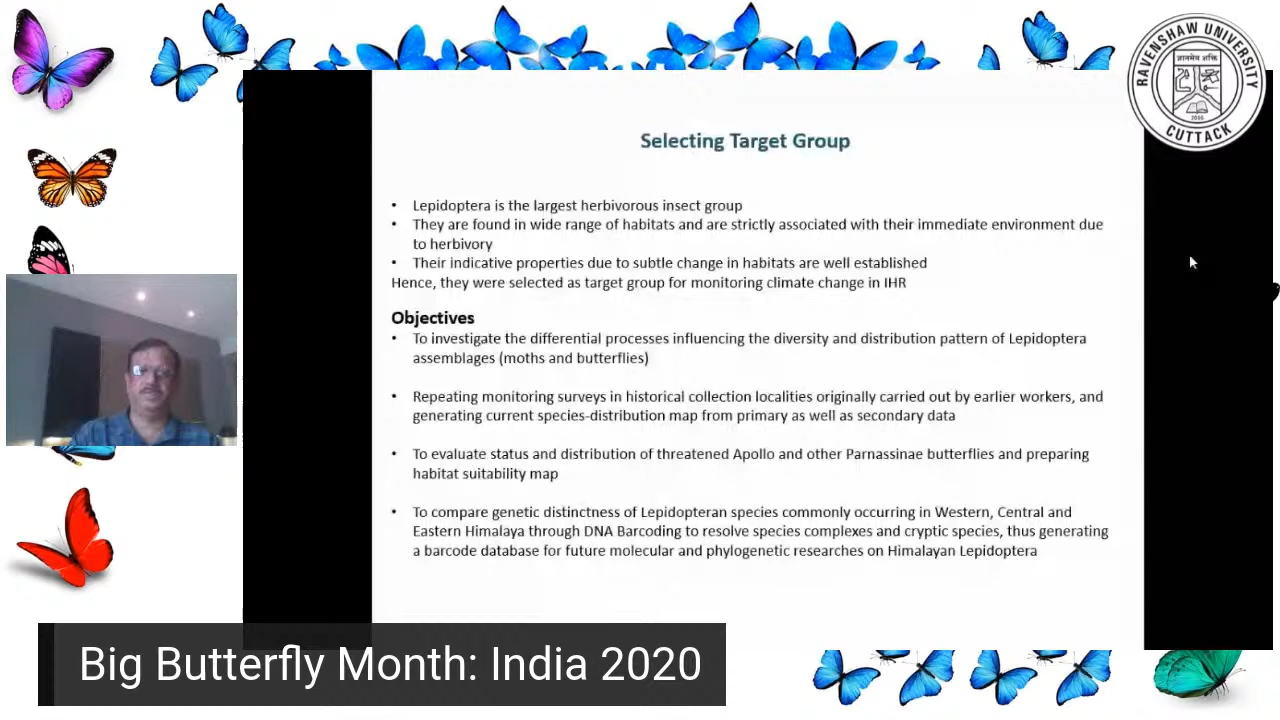 RAVENSHAW UNIVERSITY
ज्ञानमेव शक्ति
2006
CUTTACK
Selecting Target Group
• Lepidoptera is the largest herbivorous insect group
• They are found in wide range of habitats and are strictly associated with their immediate environment due
to herbivory
• Their indicative properties due to subtle change in habitats are well established
Hence, they were selected as target group for monitoring climate change in IHR
Objectives
• To investigate the differential processes influencing the diversity and distribution pattern of Lepidoptera
assemblages (moths and butterflies)
• Repeating monitoring surveys in historical collection localities originally carried out by earlier workers, and
generating current species-distribution map from primary as well as secondary data
• To evaluate status and distribution of threatened Apollo and other Parnassinae butterflies and preparing
habitat suitability map
• To compare genetic distinctness of Lepidopteran species commonly occurring in Western, Central and
Eastern Himalaya through DNA Barcoding to resolve species complexes and cryptic species, thus generating
a barcode database for future molecular and phylogenetic researches on Himalayan Lepidoptera
Big Butterfly Month: India 2020